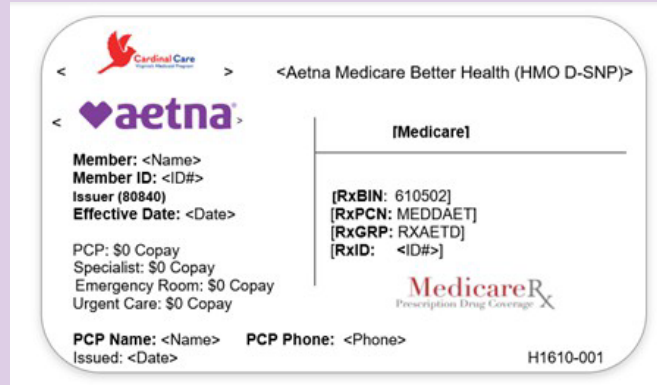 Cardinal Care
Virginia's Medicaid Program
< >
<Aetna Medicare Better Health (HMO D-SNP)>
< aetna >
[Medicare]
Member: <Name>
Member ID: <ID#>
Issuer (80840)
Effective Date: <Date>
[RxBIN: 610502]
[RxPCN: MEDDAET]
[RxGRP: RXAETD]
[RxID: <ID#>]
PCP: $0 Copay
Specialist: $0 Copay
Emergency Room: $0 Copay
Urgent Care: $0 Copay
MedicareRx
Prescription Drug Coverage
PCP Name: <Name> PCP Phone: <Phone>
Issued: <Date>
H1610-001